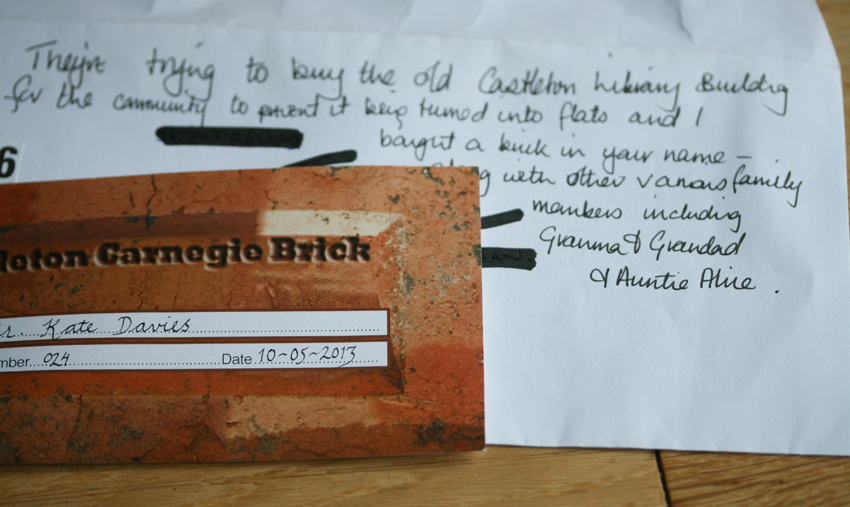 They're trying to buy the old Castleton Library Building
for the community to prevent it being turned into flats and I
bought a brick in your name –
with other various family
members including
Granma & Grandad
& Auntie Aline.
6
leton Carnegie Brick
r. Kate Davies
mber 024 Date 10-05-2013